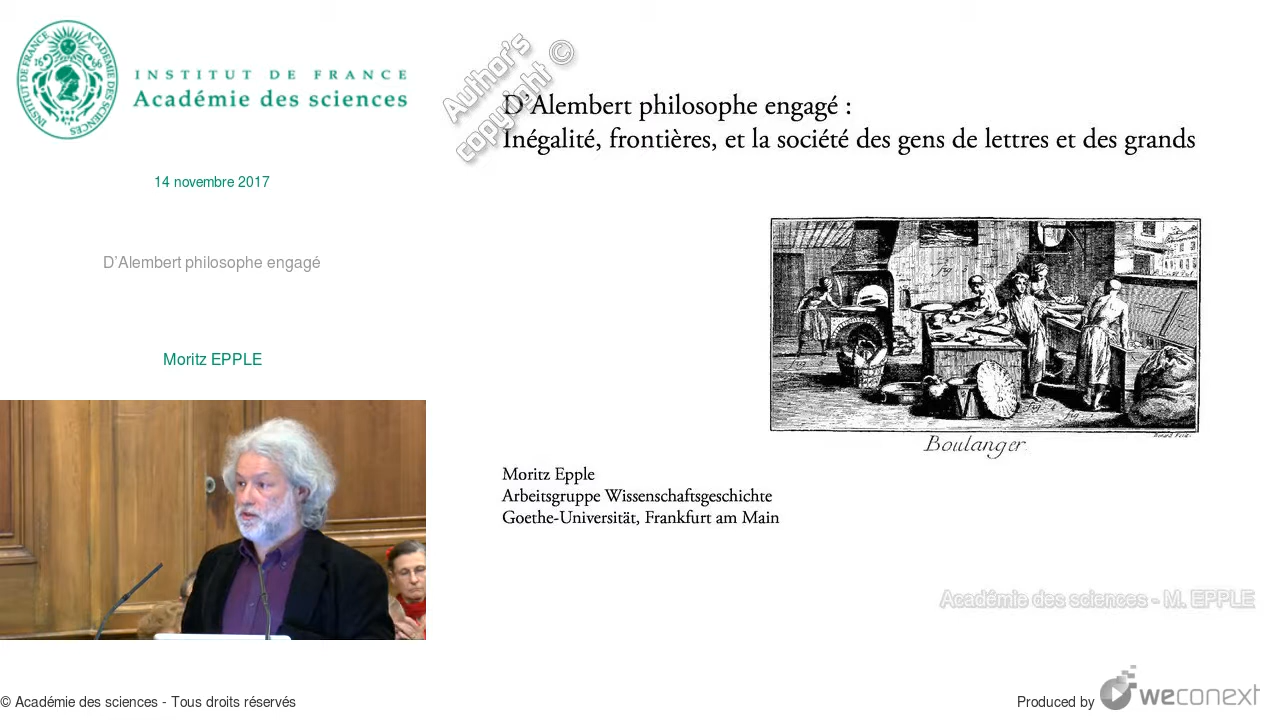 INSTITUT DE FRANCE
Académie des sciences
14 novembre 2017
D’Alembert philosophe engagé
Moritz EPPLE
Author's
copyright ©
D’Alembert philosophe engagé :
Inégalité, frontières, et la société des gens de lettres et des grands
Boulanger.
Moritz Epple
Arbeitsgruppe Wissenschaftsgeschichte
Goethe-Universität, Frankfurt am Main
Académie des sciences - M. EPPLE
© Académie des sciences - Tous droits réservés
Produced by weconext